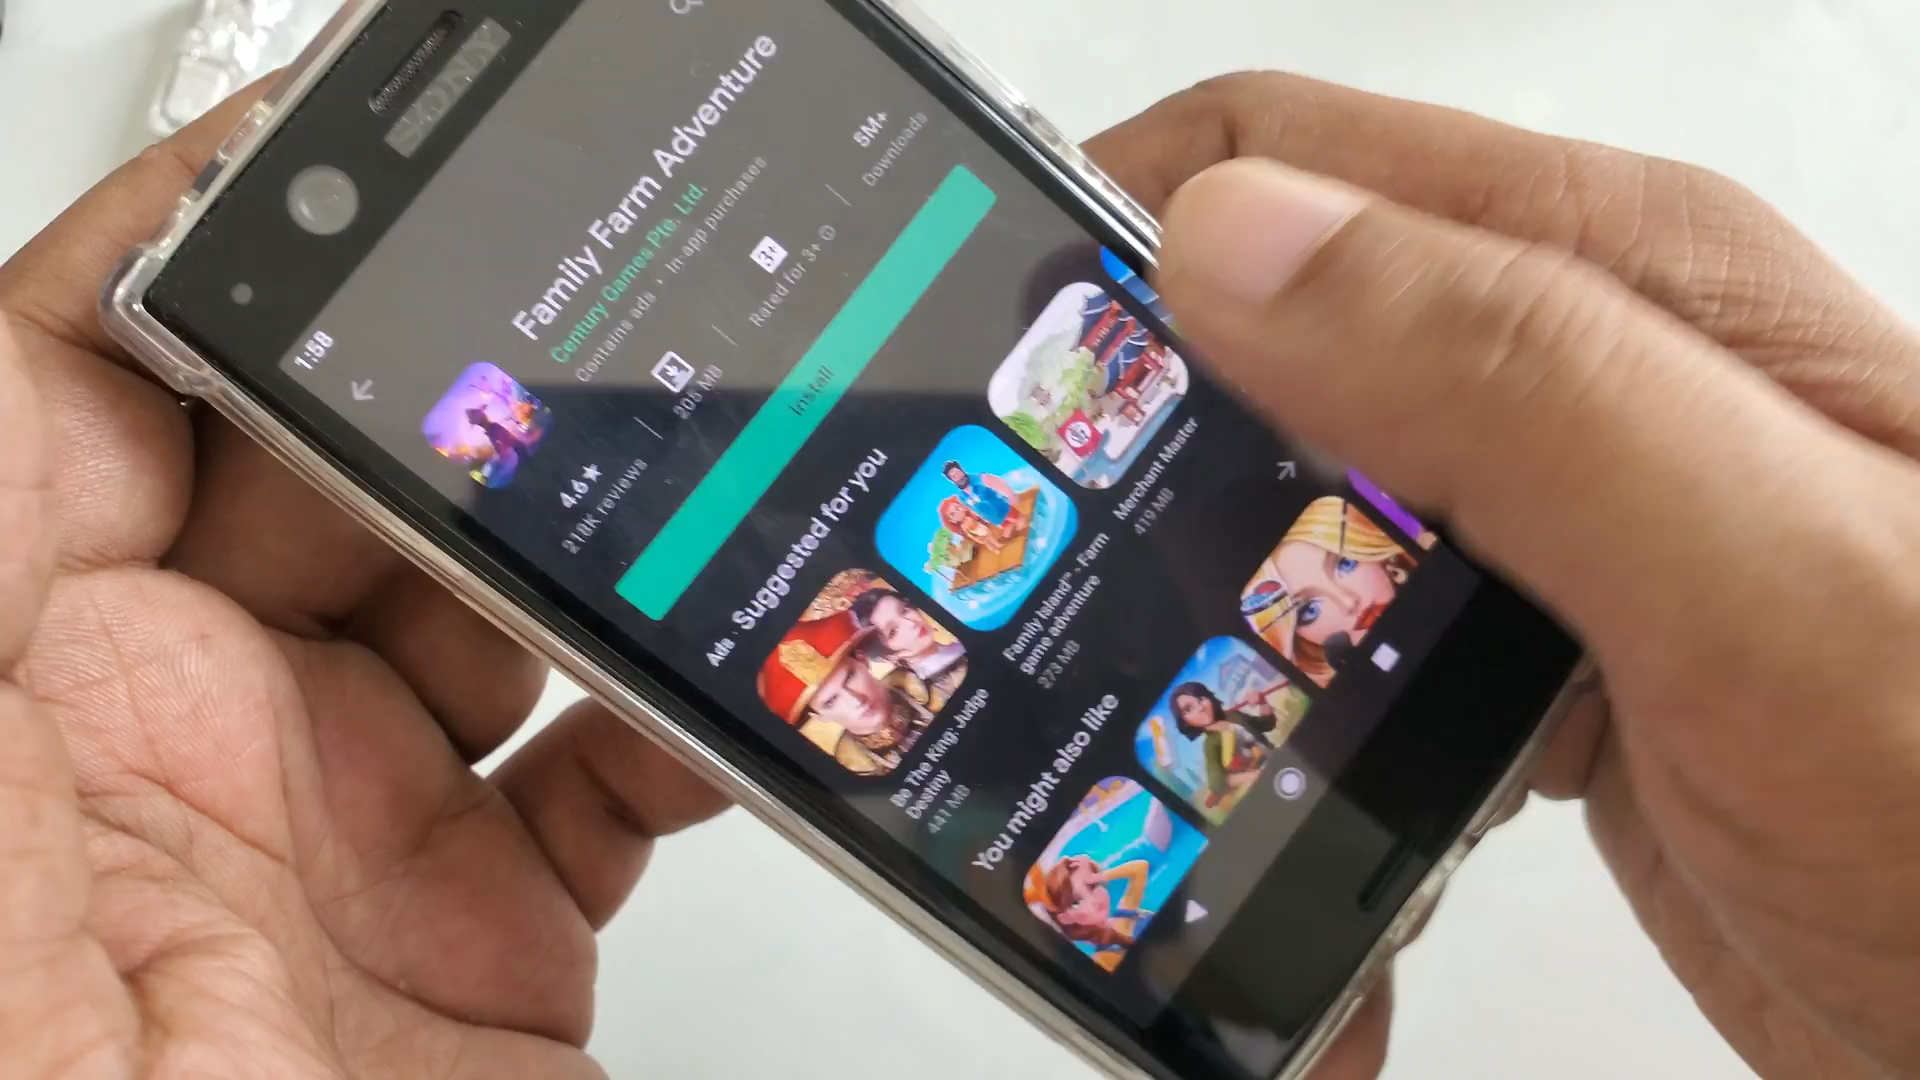 SONY
1:58
Family Farm Adventure
Century Games Pte. Ltd.
Contains ads · In-app purchases
4.6★
218K reviews
205 MB
3+
Rated for 3+
5M+
Downloads
Install
Ads · Suggested for you
Be The King: Judge
Destiny
441 MB
Family Island™ - Farm
game adventure
273 MB
Merchant Master
419 MB
You might also like